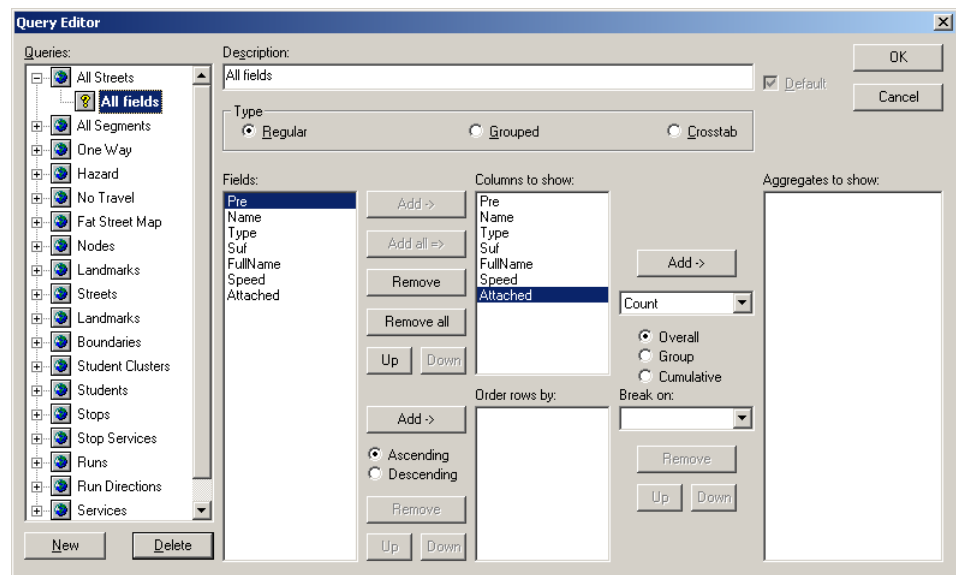 Query Editor
Queries:
All Streets
All fields
All Segments
One Way
Hazard
No Travel
Fat Street Map
Nodes
Landmarks
Streets
Landmarks
Boundaries
Student Clusters
Students
Stops
Stop Services
Runs
Run Directions
Services
New
Delete
Description:
All fields
Default
OK
Cancel
Type
Regular
Grouped
Crosstab
Fields:
Pre
Name
Type
Suf
FullName
Speed
Attached
Add ->
Add all =>
Remove
Remove all
Up
Down
Add ->
Ascending
Descending
Remove
Up
Down
Columns to show:
Pre
Name
Type
Suf
FullName
Speed
Attached
Order rows by:
Add ->
Count
Overall
Group
Cumulative
Break on:
Remove
Up
Down
Aggregates to show: